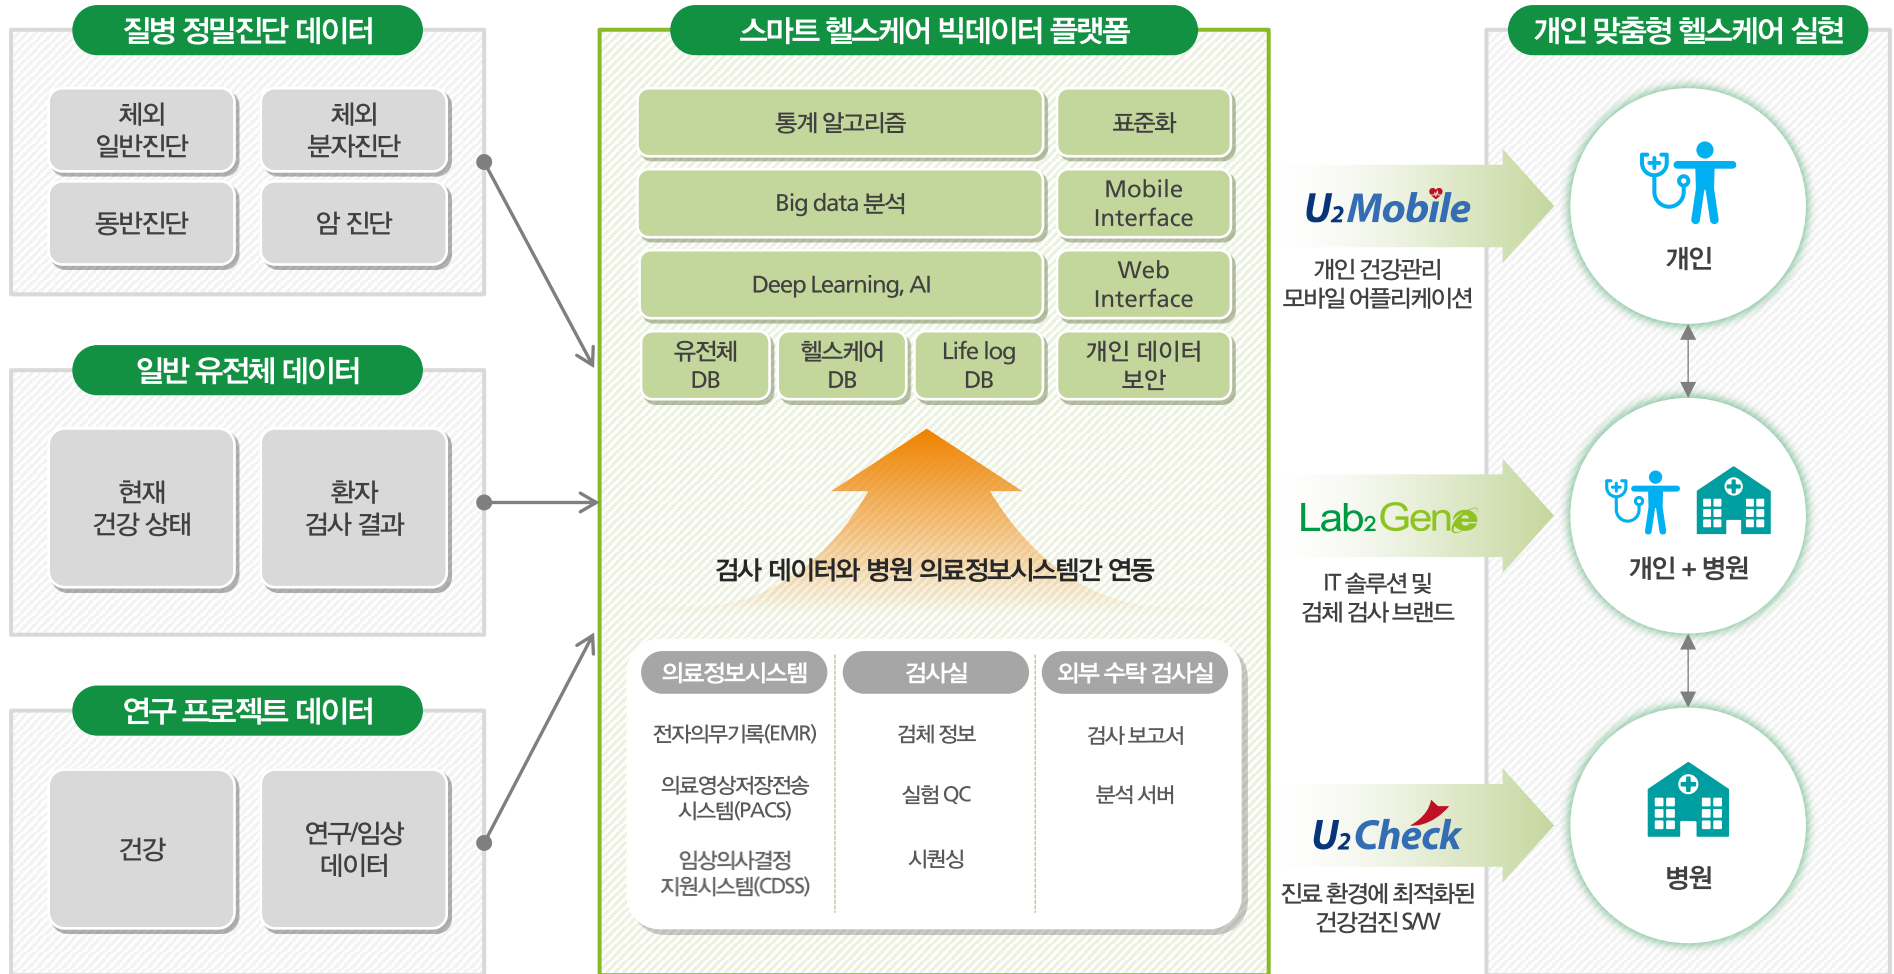 질병 정밀진단 데이터
체외
일반진단
체외
분자진단
동반진단
암 진단
일반 유전체 데이터
현재
건강 상태
환자
검사 결과
연구 프로젝트 데이터
건강
연구/임상
데이터
스마트 헬스케어 빅데이터 플랫폼
통계 알고리즘
표준화
Big data 분석
Mobile
Interface
Deep Learning, AI
Web
Interface
유전체
DB
헬스케어
DB
Life log
DB
개인 데이터
보안
검사 데이터와 병원 의료정보시스템간 연동
의료정보시스템
전자의무기록(EMR)
의료영상저장전송
시스템(PACS)
임상의사결정
지원시스템(CDSS)
검사실
검체 정보
실험 QC
시퀀싱
외부 수탁 검사실
검사 보고서
분석 서버
U2Mobile
개인 건강관리
모바일 어플리케이션
Lab2Gene
IT 솔루션 및
검체 검사 브랜드
U2Check
진료 환경에 최적화된
건강검진 S/W
개인 맞춤형 헬스케어 실현
개인
개인 + 병원
병원